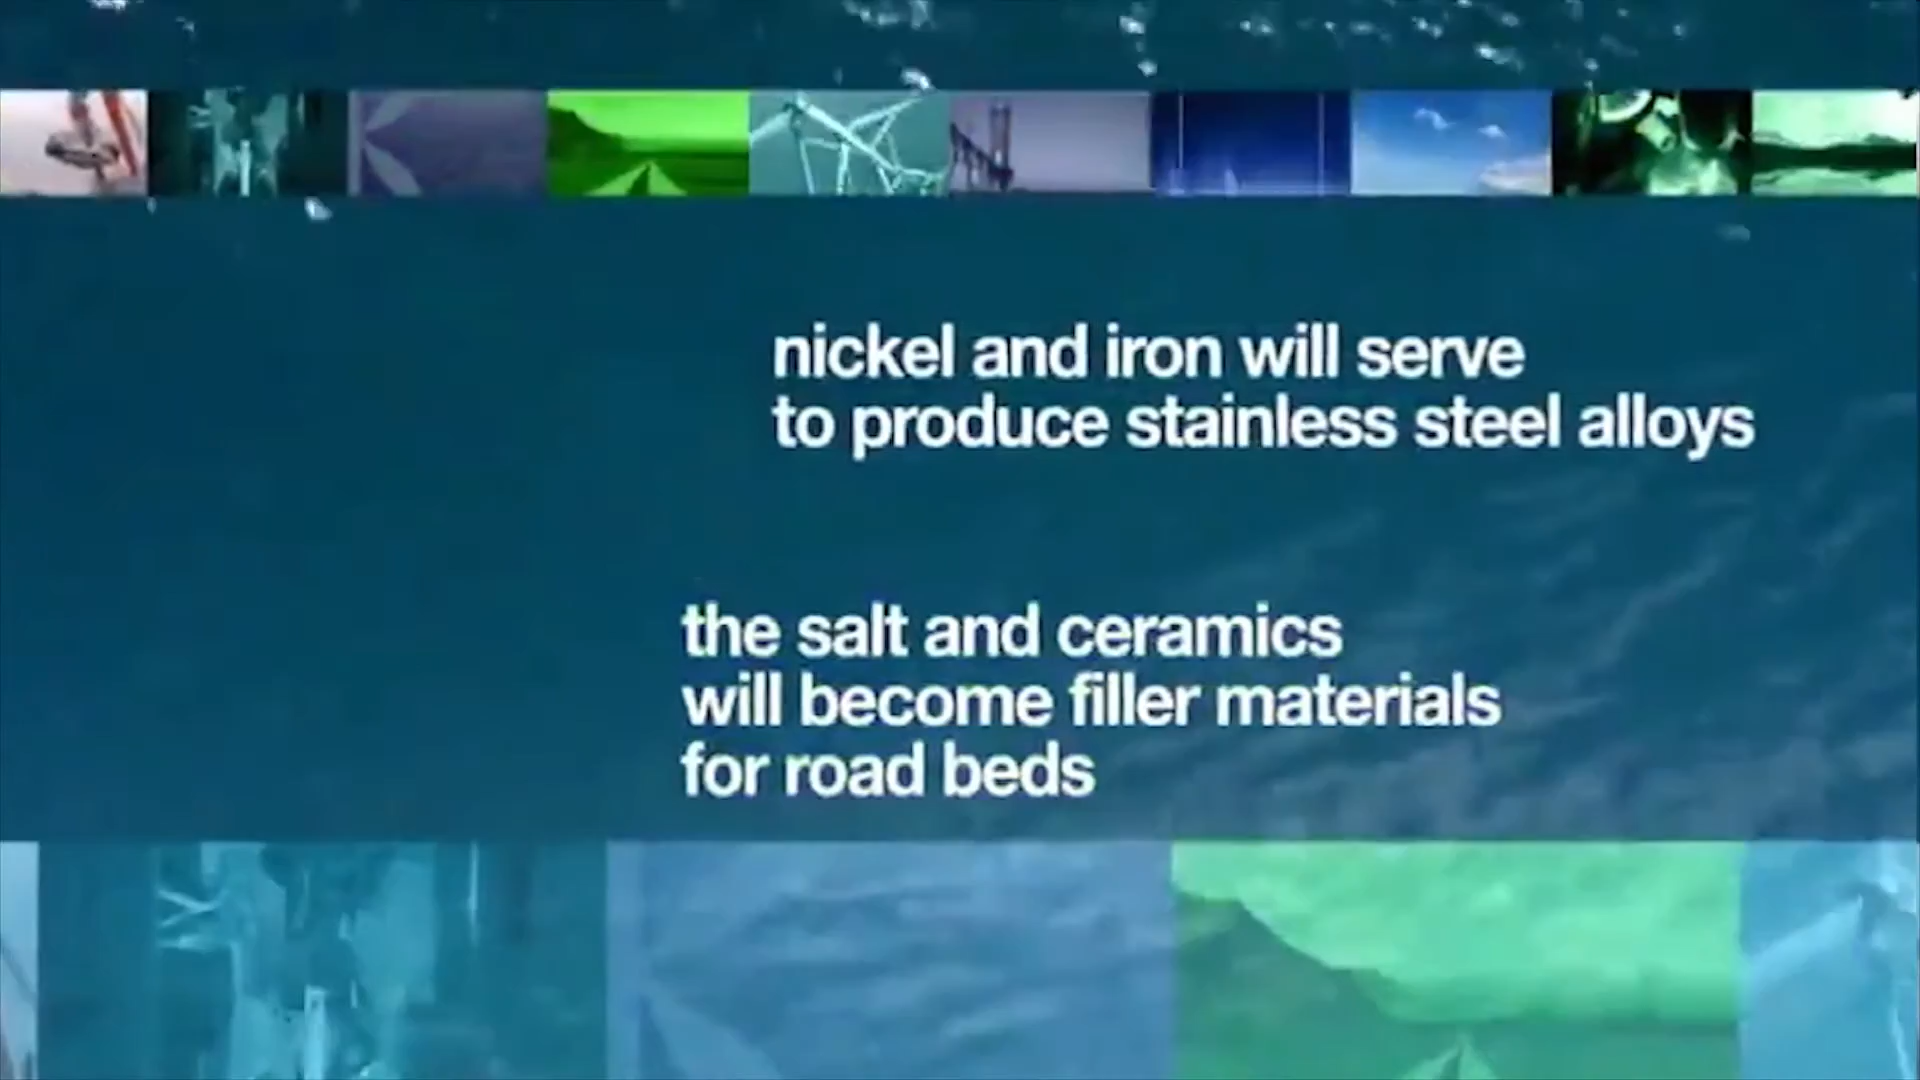 nickel and iron will serve
to produce stainless steel alloys
the salt and ceramics
will become filler materials
for road beds